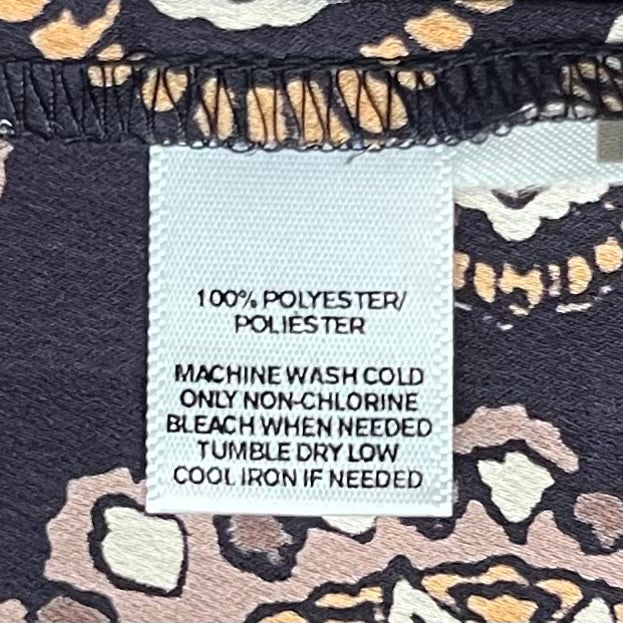 100% POLYESTER/
POLIÉSTER
MACHINE WASH COLD
ONLY NON-CHLORINE
BLEACH WHEN NEEDED
TUMBLE DRY LOW
COOL IRON IF NEEDED